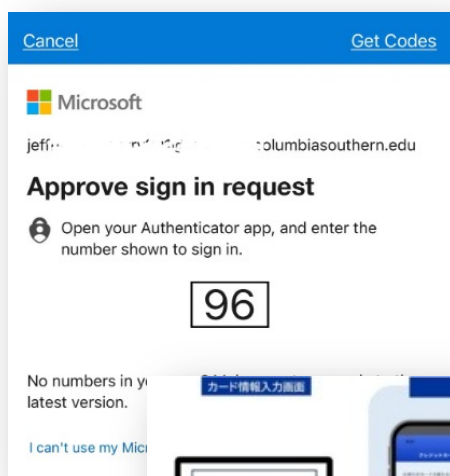 Cancel
Get Codes
Microsoft
columbiasouthern.edu
Approve sign in request
Open your Authenticator app, and enter the
number shown to sign in.
96
No numbers in
latest version.
I can't use my
カード情報入力画面